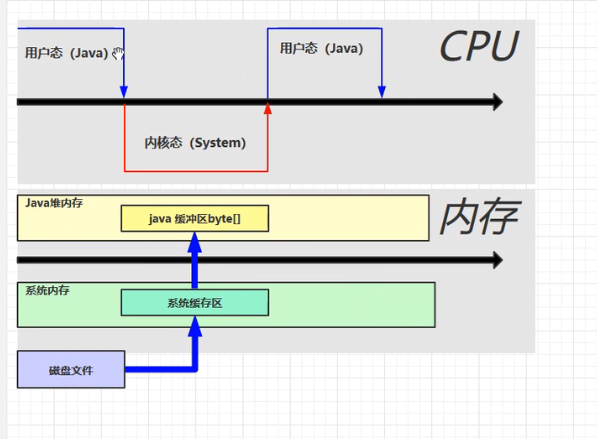 用户态（Java）
用户态（Java）
CPU
内核态（System）
Java堆内存
java 缓冲区byte[]
内存
系统内存
系统缓存区
磁盘文件